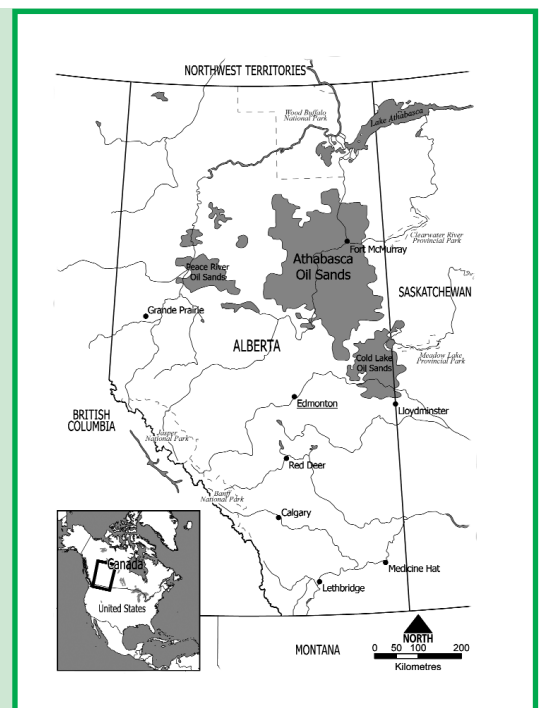 NORTHWEST TERRITORIES
Wood Buffalo
National Park
Lake Athabasca
Clearwater River
Provincial Park
Fort McMurray
Athabasca
Oil Sands
Peace River
Oil Sands
SASKATCHEWAN
Grande Prairie
ALBERTA
Cold Lake
Oil Sands
Meadow Lake
Provincial Park
Edmonton
Lloydminster
BRITISH
COLUMBIA
Jasper
National Park
Red Deer
Banff
National Park
Calgary
Canada
Medicine Hat
United States
Lethbridge
MONTANA
NORTH
0 50 100 200
Kilometres